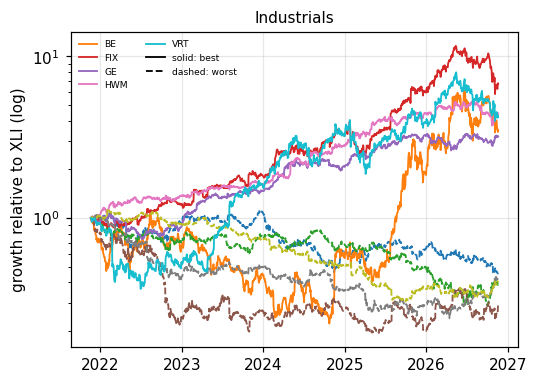 Industrials
growth relative to XLI (log)
10¹
10⁰
BE
FIX
GE
HWM
VRT
solid: best
dashed: worst
2022 2023 2024 2025 2026 2027